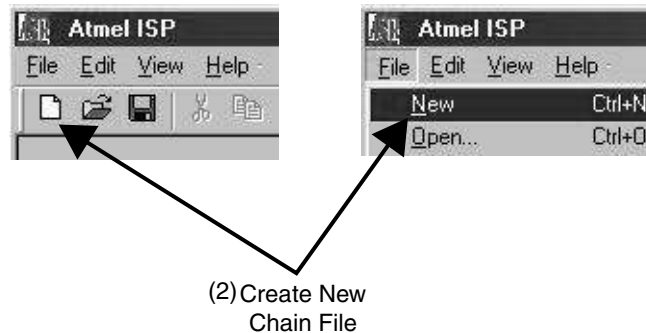 Atmel ISP
File Edit View Help
Atmel ISP
File Edit View Help
New Ctrl+N
Open... Ctrl+O
(2) Create New
Chain File